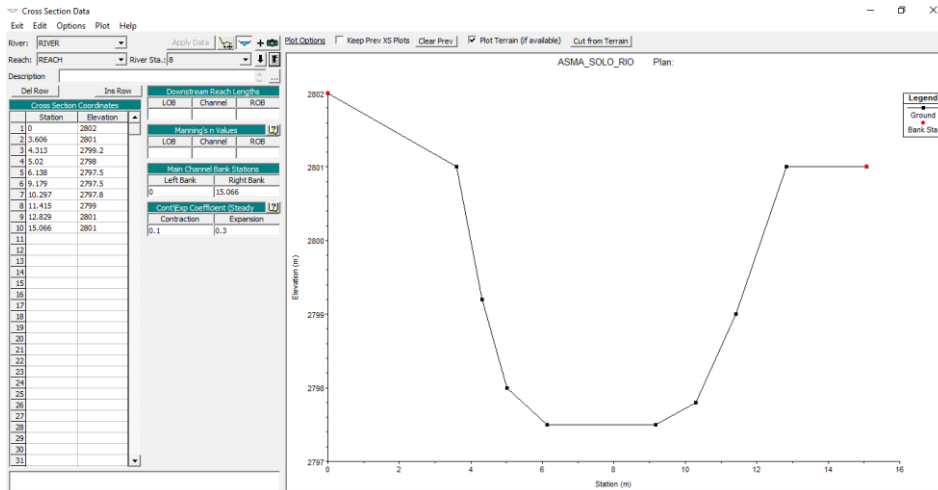 Cross Section Data
Exit Edit Options Plot Help
River: RIVER Apply Data Plot Options Keep Prev XS Plots Clear Prev Plot Terrain (if available) Cut from Terrain
Reach: REACH River Sta.: 8
Description ...
Del Row Ins Row
Cross Section Coordinates
Station Elevation
1 0 2802
2 3.606 2801
3 4.313 2799.2
4 5.02 2798
5 6.138 2797.5
6 9.179 2797.5
7 10.297 2797.8
8 11.415 2799
9 12.829 2801
10 15.066 2801
11
12
13
14
15
16
17
18
19
20
21
22
23
24
25
26
27
28
29
30
31
Downstream Reach Lengths
LOB Channel ROB
Manning's n Values
LOB Channel ROB
Main Channel Bank Stations
Left Bank Right Bank
0 15.066
Cont\Exp Coefficient (Steady
Contraction Expansion
0.1 0.3
ASMA_SOLO_RIO Plan:
Legend
Ground
Bank Sta
Elevation (m)
2802
2801
2800
2799
2798
2797
0 2 4 6 8 10 12 14 16
Station (m)